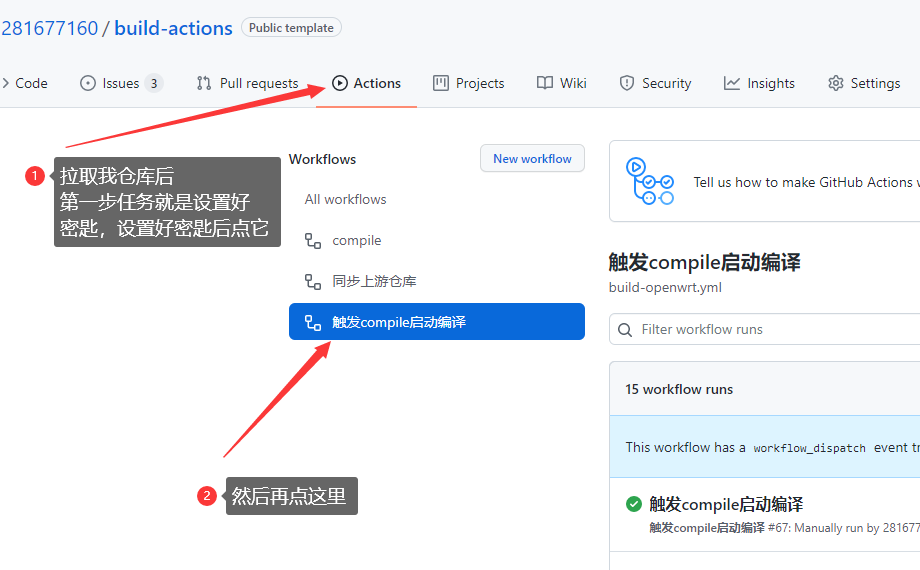 281677160 / build-actions Public template
Code Issues 3 Pull requests Actions Projects Wiki Security Insights Settings
1
拉取我仓库后
第一步任务就是设置好
密匙，设置好密匙后点它
Workflows
New workflow
All workflows
compile
同步上游仓库
触发compile启动编译
2
然后再点这里
Tell us how to make GitHub Actions
触发compile启动编译
build-openwrt.yml
Filter workflow runs
15 workflow runs
This workflow has a workflow_dispatch event
触发compile启动编译
触发compile启动编译 #67: Manually run by 281677